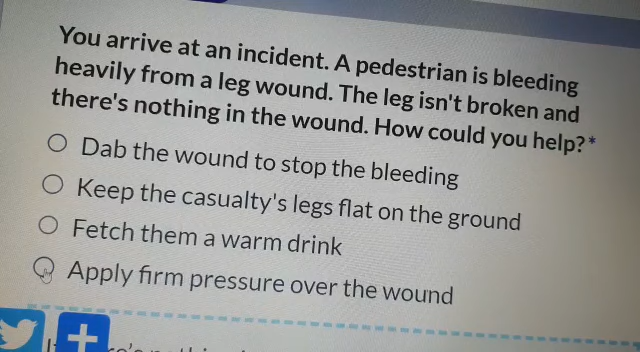 You arrive at an incident. A pedestrian is bleeding
heavily from a leg wound. The leg isn't broken and
there's nothing in the wound. How could you help?*
Dab the wound to stop the bleeding
Keep the casualty's legs flat on the ground
Fetch them a warm drink
Apply firm pressure over the wound